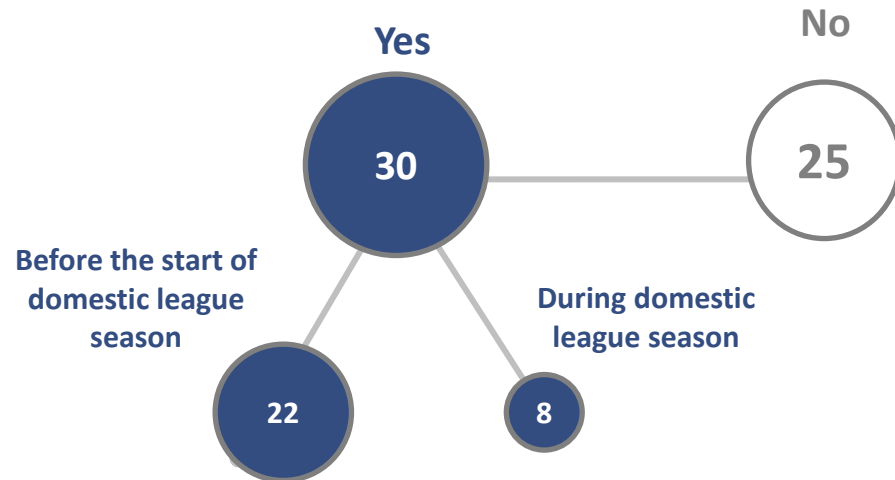 No
Yes
30
25
Before the start of
domestic league
season
During domestic
league season
22
8